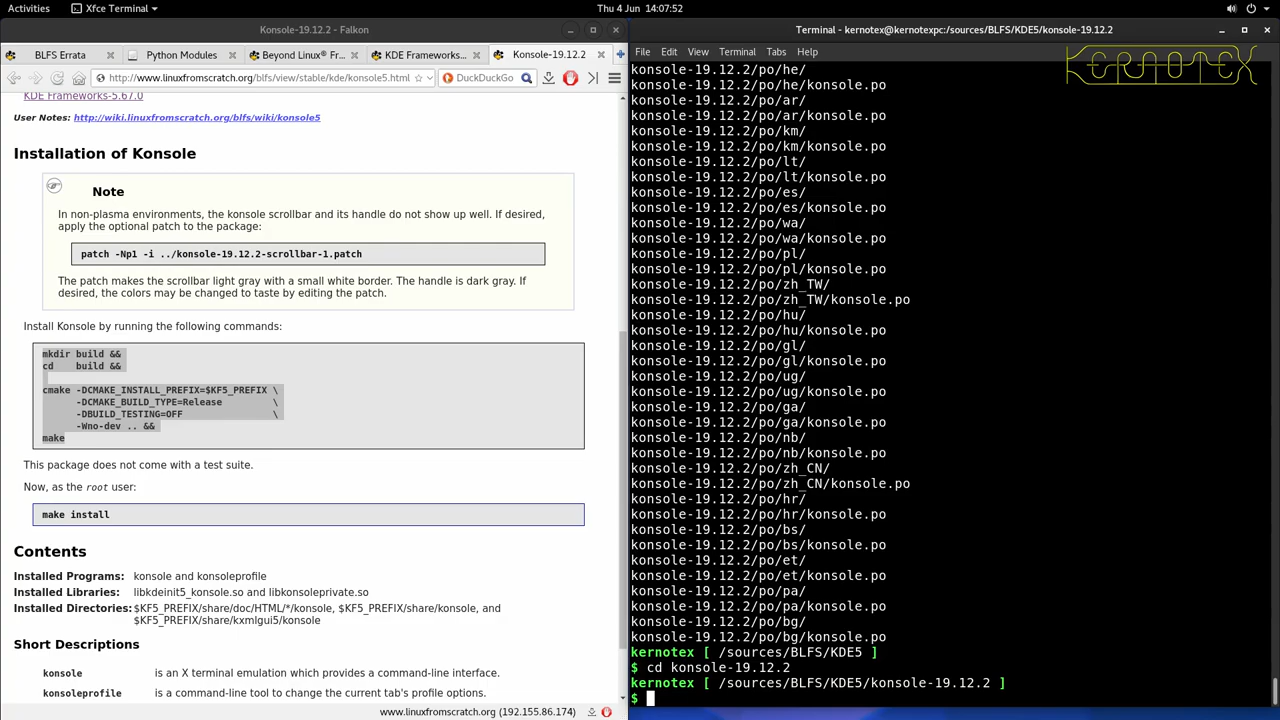 Activities
Xfce Terminal
Thu 4 Jun 14:07:52
Konsole-19.12.2 - Falkon
BLFS Errata
Python Modules
Beyond Linux® Fr...
KDE Frameworks...
Konsole-19.12.2
http://www.linuxfromscratch.org/blfs/view/stable/kde/konsole5.html
DuckDuckGo
KDE Frameworks-5.67.0
User Notes: http://wiki.linuxfromscratch.org/blfs/wiki/konsole5
Installation of Konsole
Note
In non-plasma environments, the konsole scrollbar and its handle do not show up well. If desired,
apply the optional patch to the package:
patch -Np1 -i ../konsole-19.12.2-scrollbar-1.patch
The patch makes the scrollbar light gray with a small white border. The handle is dark gray. If
desired, the colors may be changed to taste by editing the patch.
Install Konsole by running the following commands:
mkdir build &&
cd    build &&
cmake -DCMAKE_INSTALL_PREFIX=$KF5_PREFIX \
      -DCMAKE_BUILD_TYPE=Release         \
      -DBUILD_TESTING=OFF                \
      -Wno-dev .. &&
make
This package does not come with a test suite.
Now, as the root user:
make install
Contents
Installed Programs: konsole and konsoleprofile
Installed Libraries: libkdeinit5_konsole.so and libkonsoleprivate.so
Installed Directories: $KF5_PREFIX/share/doc/HTML/*/konsole, $KF5_PREFIX/share/konsole, and
$KF5_PREFIX/share/kxmlgui5/konsole
Short Descriptions
konsole is an X terminal emulation which provides a command-line interface.
konsoleprofile is a command-line tool to change the current tab's profile options.
www.linuxfromscratch.org (192.155.86.174)
Terminal - kernotex@kernotexpc:/sources/BLFS/KDE5/konsole-19.12.2
File Edit View Terminal Tabs Help
KERNOTEX
konsole-19.12.2/po/he/
konsole-19.12.2/po/he/konsole.po
konsole-19.12.2/po/ar/
konsole-19.12.2/po/ar/konsole.po
konsole-19.12.2/po/km/
konsole-19.12.2/po/km/konsole.po
konsole-19.12.2/po/lt/
konsole-19.12.2/po/lt/konsole.po
konsole-19.12.2/po/es/
konsole-19.12.2/po/es/konsole.po
konsole-19.12.2/po/wa/
konsole-19.12.2/po/wa/konsole.po
konsole-19.12.2/po/pl/
konsole-19.12.2/po/pl/konsole.po
konsole-19.12.2/po/zh_TW/
konsole-19.12.2/po/zh_TW/konsole.po
konsole-19.12.2/po/hu/
konsole-19.12.2/po/hu/konsole.po
konsole-19.12.2/po/gl/
konsole-19.12.2/po/gl/konsole.po
konsole-19.12.2/po/ug/
konsole-19.12.2/po/ug/konsole.po
konsole-19.12.2/po/ga/
konsole-19.12.2/po/ga/konsole.po
konsole-19.12.2/po/nb/
konsole-19.12.2/po/nb/konsole.po
konsole-19.12.2/po/zh_CN/
konsole-19.12.2/po/zh_CN/konsole.po
konsole-19.12.2/po/hr/
konsole-19.12.2/po/hr/konsole.po
konsole-19.12.2/po/bs/
konsole-19.12.2/po/bs/konsole.po
konsole-19.12.2/po/et/
konsole-19.12.2/po/et/konsole.po
konsole-19.12.2/po/pa/
konsole-19.12.2/po/pa/konsole.po
konsole-19.12.2/po/bg/
konsole-19.12.2/po/bg/konsole.po
kernotex [ /sources/BLFS/KDE5 ]
$ cd konsole-19.12.2
kernotex [ /sources/BLFS/KDE5/konsole-19.12.2 ]
$